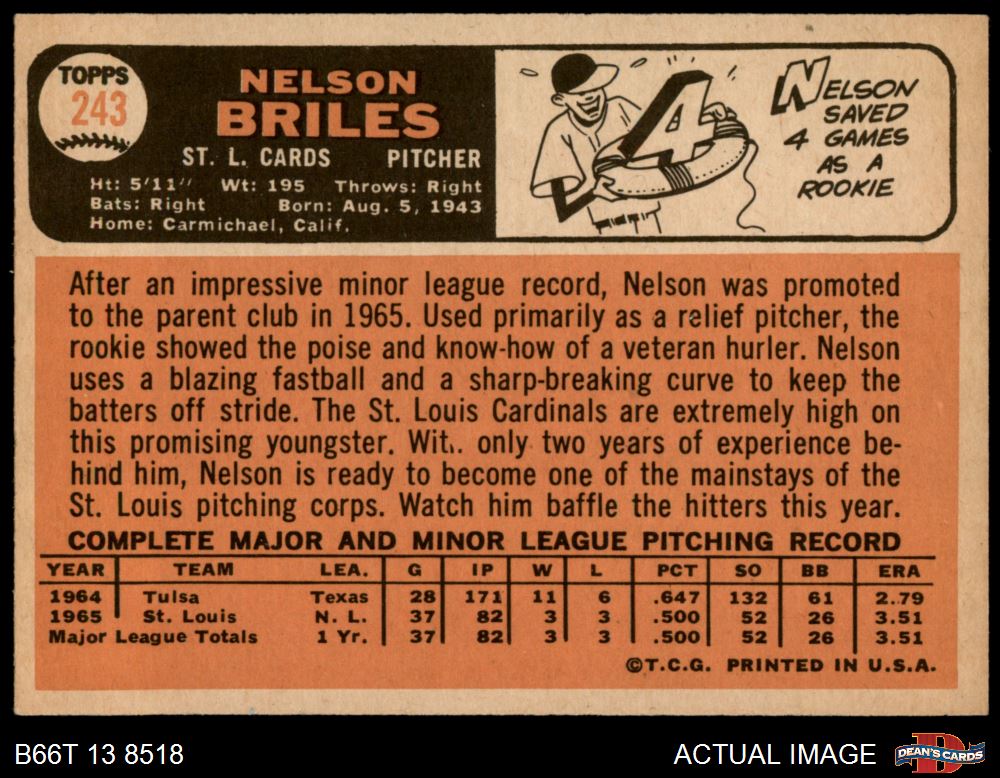 TOPPS
243
NELSON
BRILES
ST. L. CARDS PITCHER
Ht: 5'11" Wt: 195 Throws: Right
Bats: Right Born: Aug. 5, 1943
Home: Carmichael, Calif.
4
NELSON
SAVED
4 GAMES
AS A
ROOKIE
After an impressive minor league record, Nelson was promoted
to the parent club in 1965. Used primarily as a relief pitcher, the
rookie showed the poise and know-how of a veteran hurler. Nelson
uses a blazing fastball and a sharp-breaking curve to keep the
batters off stride. The St. Louis Cardinals are extremely high on
this promising youngster. Wit.. only two years of experience be-
hind him, Nelson is ready to become one of the mainstays of the
St. Louis pitching corps. Watch him baffle the hitters this year.
COMPLETE MAJOR AND MINOR LEAGUE PITCHING RECORD
YEAR TEAM LEA. G IP W L PCT SO BB ERA
1964 Tulsa Texas 28 171 11 6 .647 132 61 2.79
1965 St. Louis N. L. 37 82 3 3 .500 52 26 3.51
Major League Totals 1 Yr. 37 82 3 3 .500 52 26 3.51
©T.C.G. PRINTED IN U.S.A.
B66T 13 8518 ACTUAL IMAGE
DEAN'S CARDS